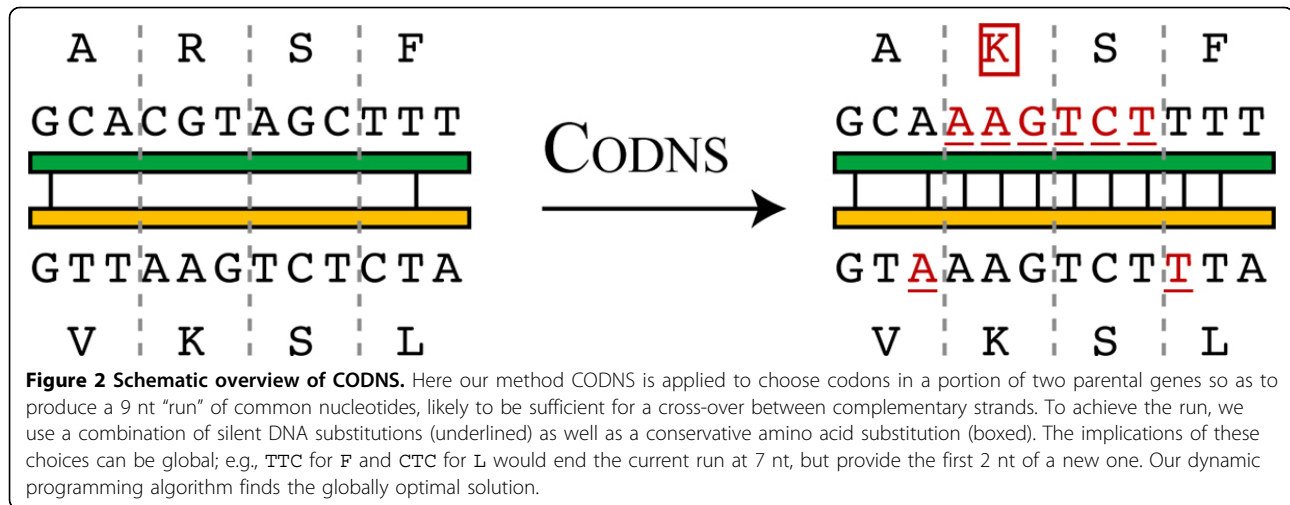 A R S F
GCACGTAGCTTT
GTTAAGTCTCTA
V K S L
CODNS
A K S F
GCAAAGTCTTTT
GTAAAGTCTTTA
V K S L
Figure 2 Schematic overview of CODNS. Here our method CODNS is applied to choose codons in a portion of two parental genes so as to
produce a 9 nt “run” of common nucleotides, likely to be sufficient for a cross-over between complementary strands. To achieve the run, we
use a combination of silent DNA substitutions (underlined) as well as a conservative amino acid substitution (boxed). The implications of these
choices can be global; e.g., TTC for F and CTC for L would end the current run at 7 nt, but provide the first 2 nt of a new one. Our dynamic
programming algorithm finds the globally optimal solution.